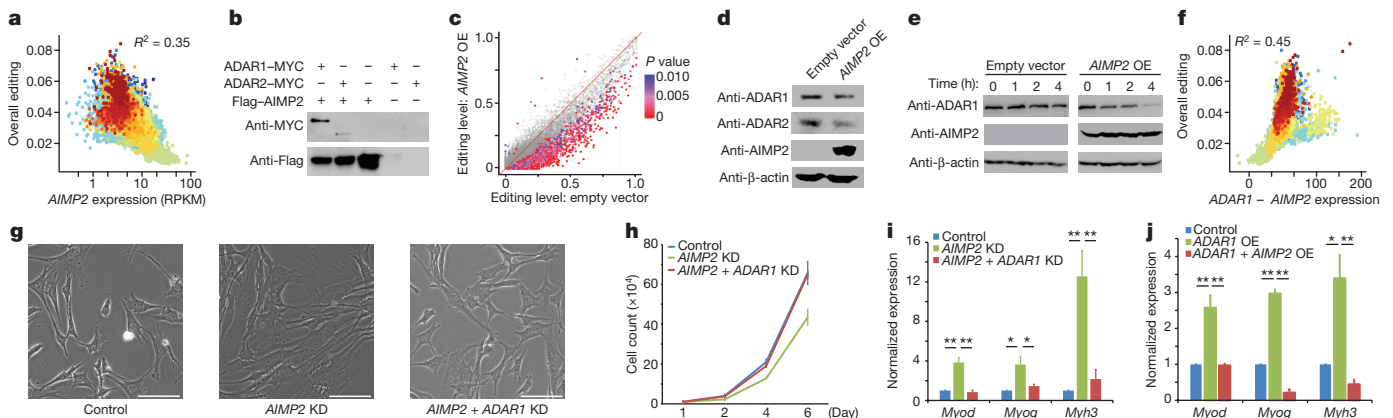 a
R² = 0.35
Overall editing
0.08
0.06
0.04
0.02
1 10 100
AIMP2 expression (RPKM)
b
ADAR1–MYC + – – + –
ADAR2–MYC – + – – +
Flag–AIMP2 + + + – –
Anti-MYC
Anti-Flag
c
Editing level: AIMP2 OE
1.0
0.5
0
0 0.5 1.0
Editing level: empty vector
P value
0.010
0.005
0
d
Empty vector
AIMP2 OE
Anti-ADAR1
Anti-ADAR2
Anti-AIMP2
Anti-β-actin
e
Empty vector AIMP2 OE
Time (h): 0 1 2 4 0 1 2 4
Anti-ADAR1
Anti-AIMP2
Anti-β-actin
f
R² = 0.45
Overall editing
0.08
0.06
0.04
0.02
0 50 100 200
ADAR1 – AIMP2 expression
g
Control
AIMP2 KD
AIMP2 + ADAR1 KD
h
Control
AIMP2 KD
AIMP2 + ADAR1 KD
Cell count (×10⁻⁴)
80
60
40
20
0
1 2 4 6 (Day)
i
Control
AIMP2 KD
AIMP2 + ADAR1 KD
Normalized expression
16
12
8
4
0
** **
* *
** **
Myod Myog Myh3
j
Control
ADAR1 OE
ADAR1 + AIMP2 OE
Normalized expression
4
3
2
1
0
** **
** **
* **
Myod Myog Myh3